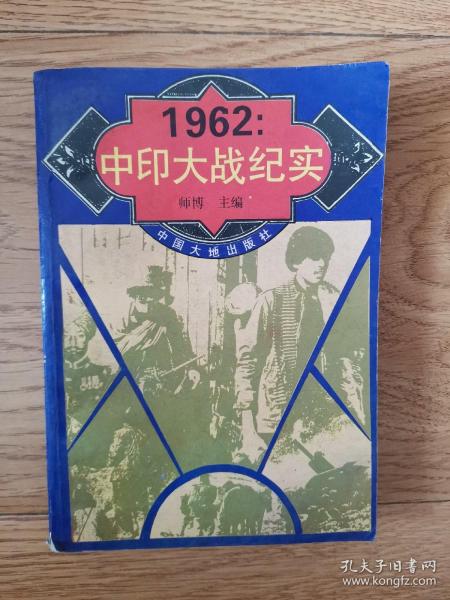 1962:
中印大战纪实
师博 主编
中国大地出版社
孔夫子旧书网
www.kongfz.com